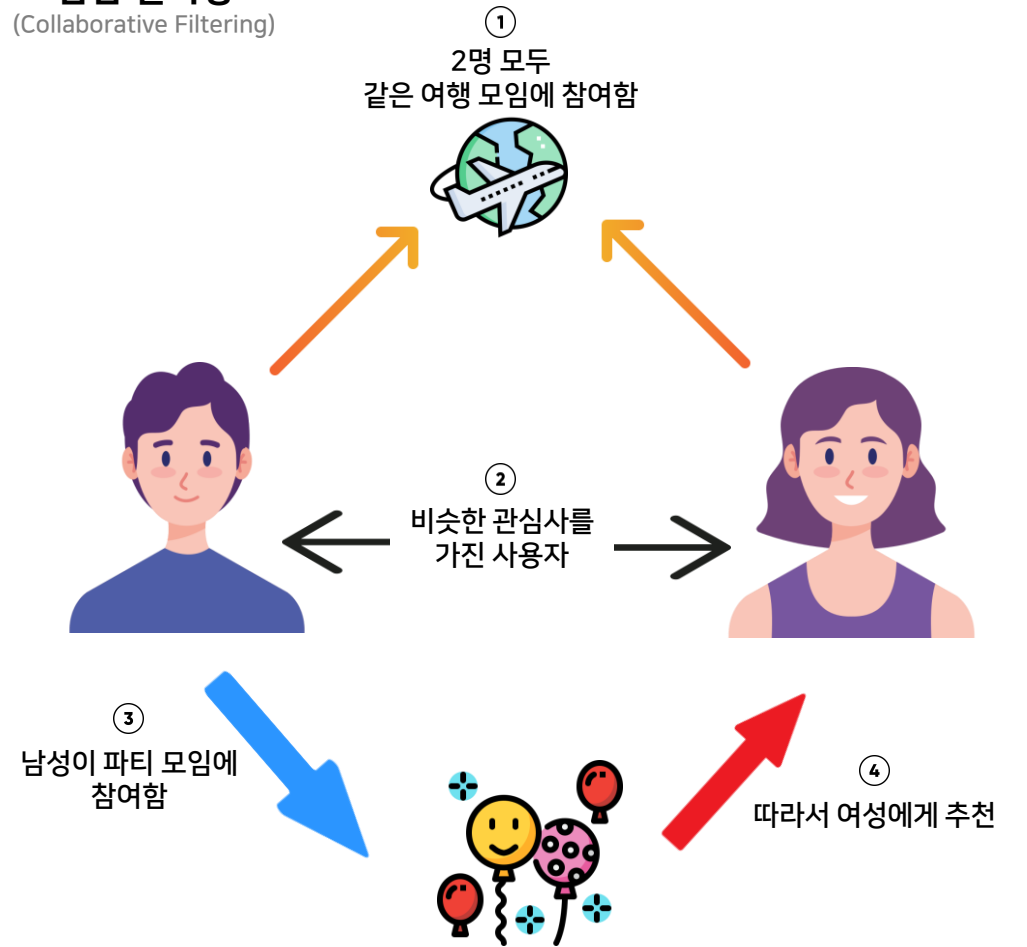 (Collaborative Filtering)
1
2명 모두
같은 여행 모임에 참여함
2
비슷한 관심사를
가진 사용자
3
남성이 파티 모임에
참여함
4
따라서 여성에게 추천